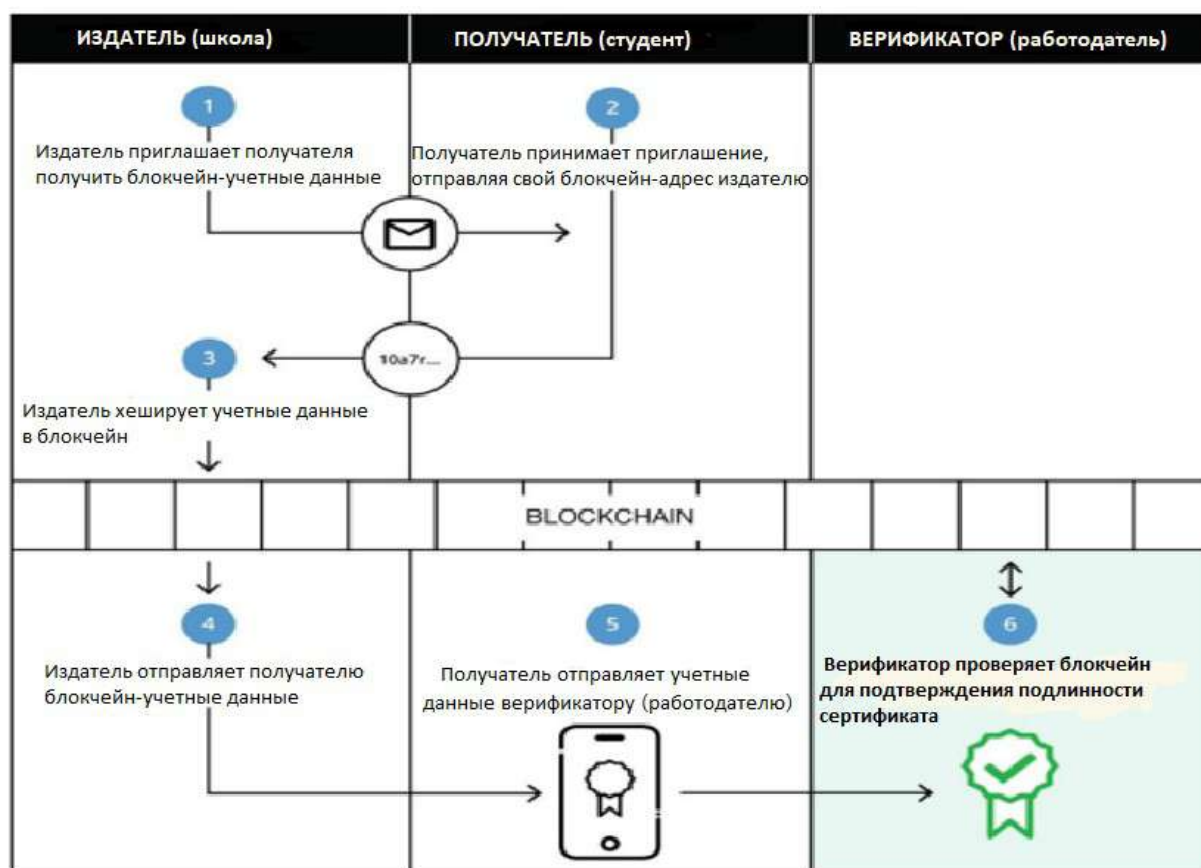 ИЗДАТЕЛЬ (школа)
ПОЛУЧАТЕЛЬ (студент)
ВЕРИФИКАТОР (работодатель)
1
Издатель приглашает получателя
получить блокчейн-учетные данные
2
Получатель принимает приглашение,
отправляя свой блокчейн-адрес издателю
10a7r...
3
Издатель хеширует учетные данные
в блокчейн
BLOCKCHAIN
4
Издатель отправляет получателю
блокчейн-учетные данные
5
Получатель отправляет учетные
данные верификатору (работодателю)
6
Верификатор проверяет блокчейн
для подтверждения подлинности
сертификата